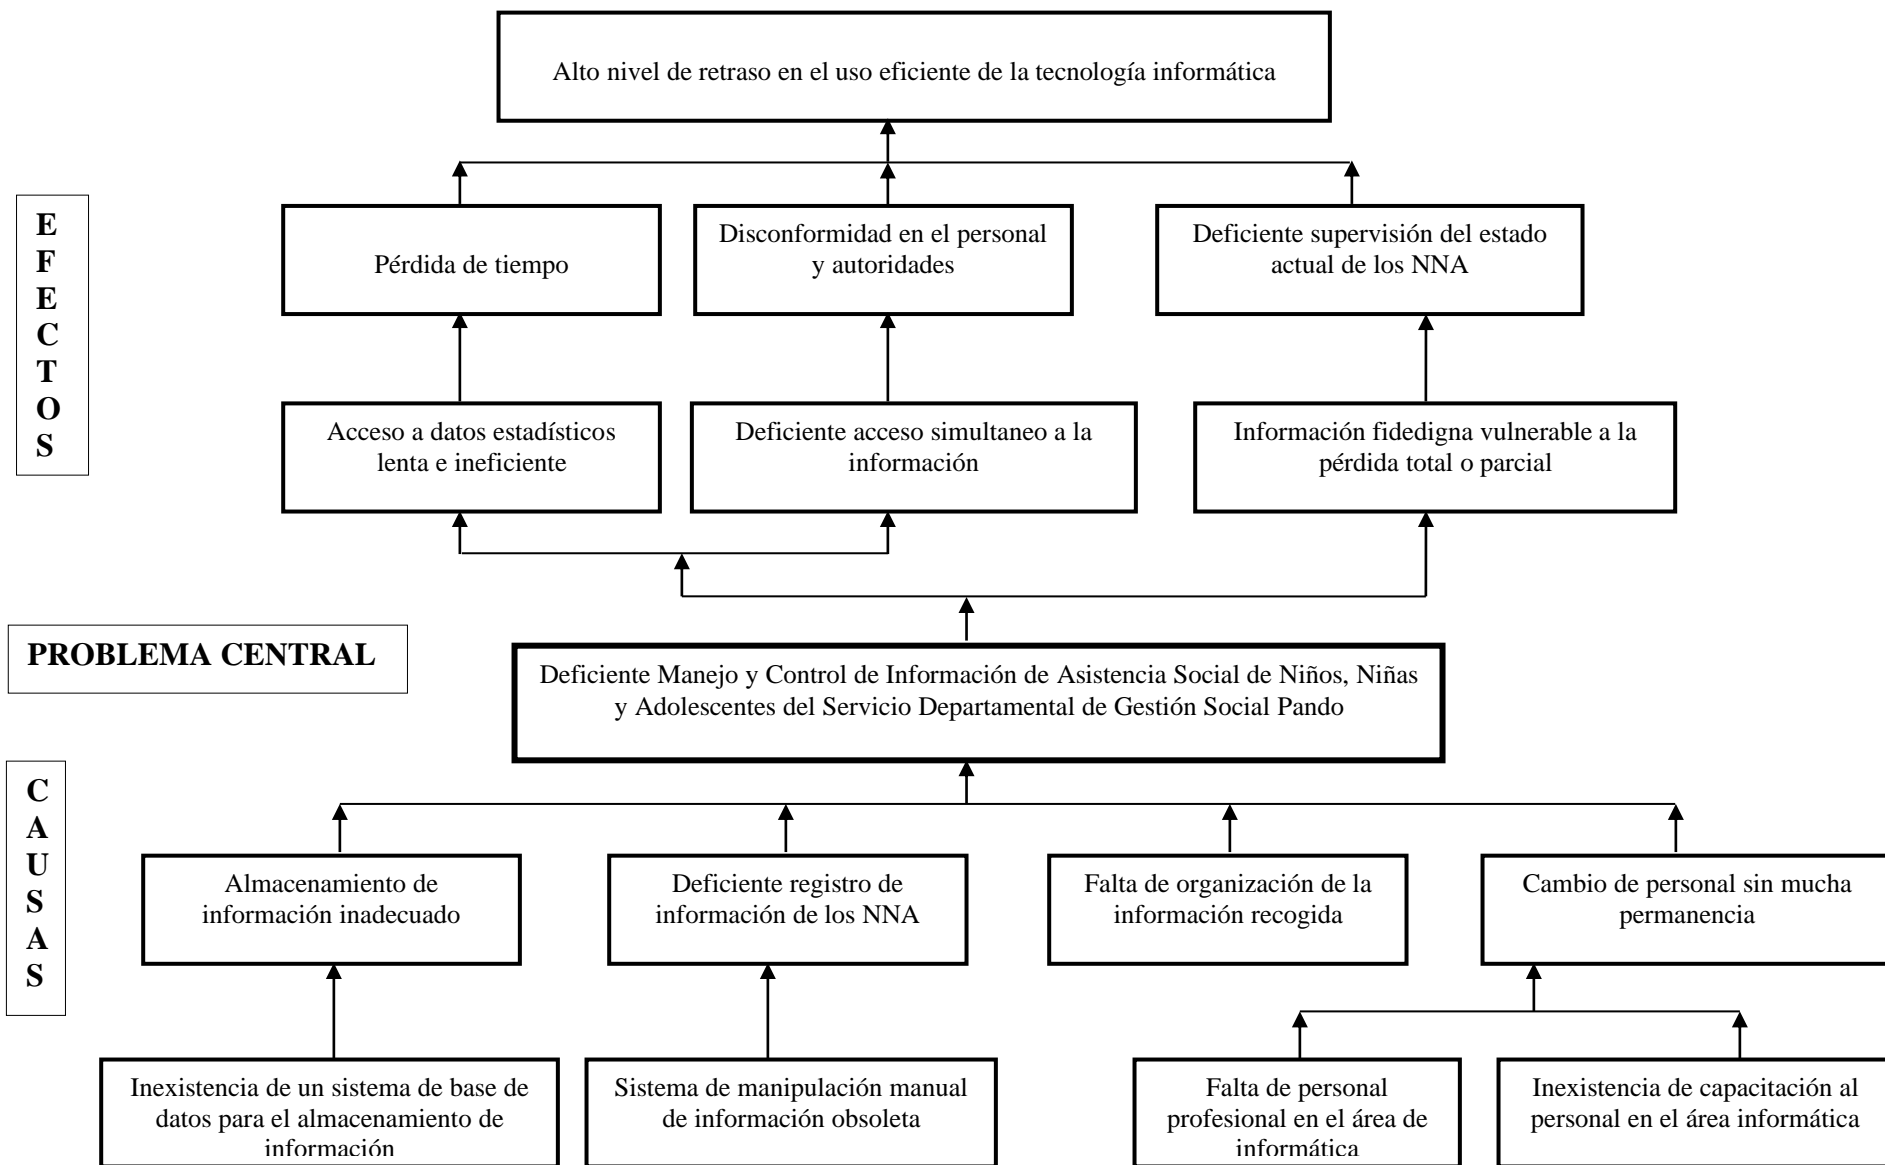 Alto nivel de retraso en el uso eficiente de la tecnología informática
E
F
E
C
T
O
S
Pérdida de tiempo
Disconformidad en el personal
y autoridades
Deficiente supervisión del estado
actual de los NNA
Acceso a datos estadísticos
lenta e ineficiente
Deficiente acceso simultaneo a la
información
Información fidedigna vulnerable a la
pérdida total o parcial
PROBLEMA CENTRAL
Deficiente Manejo y Control de Información de Asistencia Social de Niños, Niñas
y Adolescentes del Servicio Departamental de Gestión Social Pando
C
A
U
S
A
S
Almacenamiento de
información inadecuado
Deficiente registro de
información de los NNA
Falta de organización de la
información recogida
Cambio de personal sin mucha
permanencia
Inexistencia de un sistema de base de
datos para el almacenamiento de
información
Sistema de manipulación manual
de información obsoleta
Falta de personal
profesional en el área de
informática
Inexistencia de capacitación al
personal en el área informática